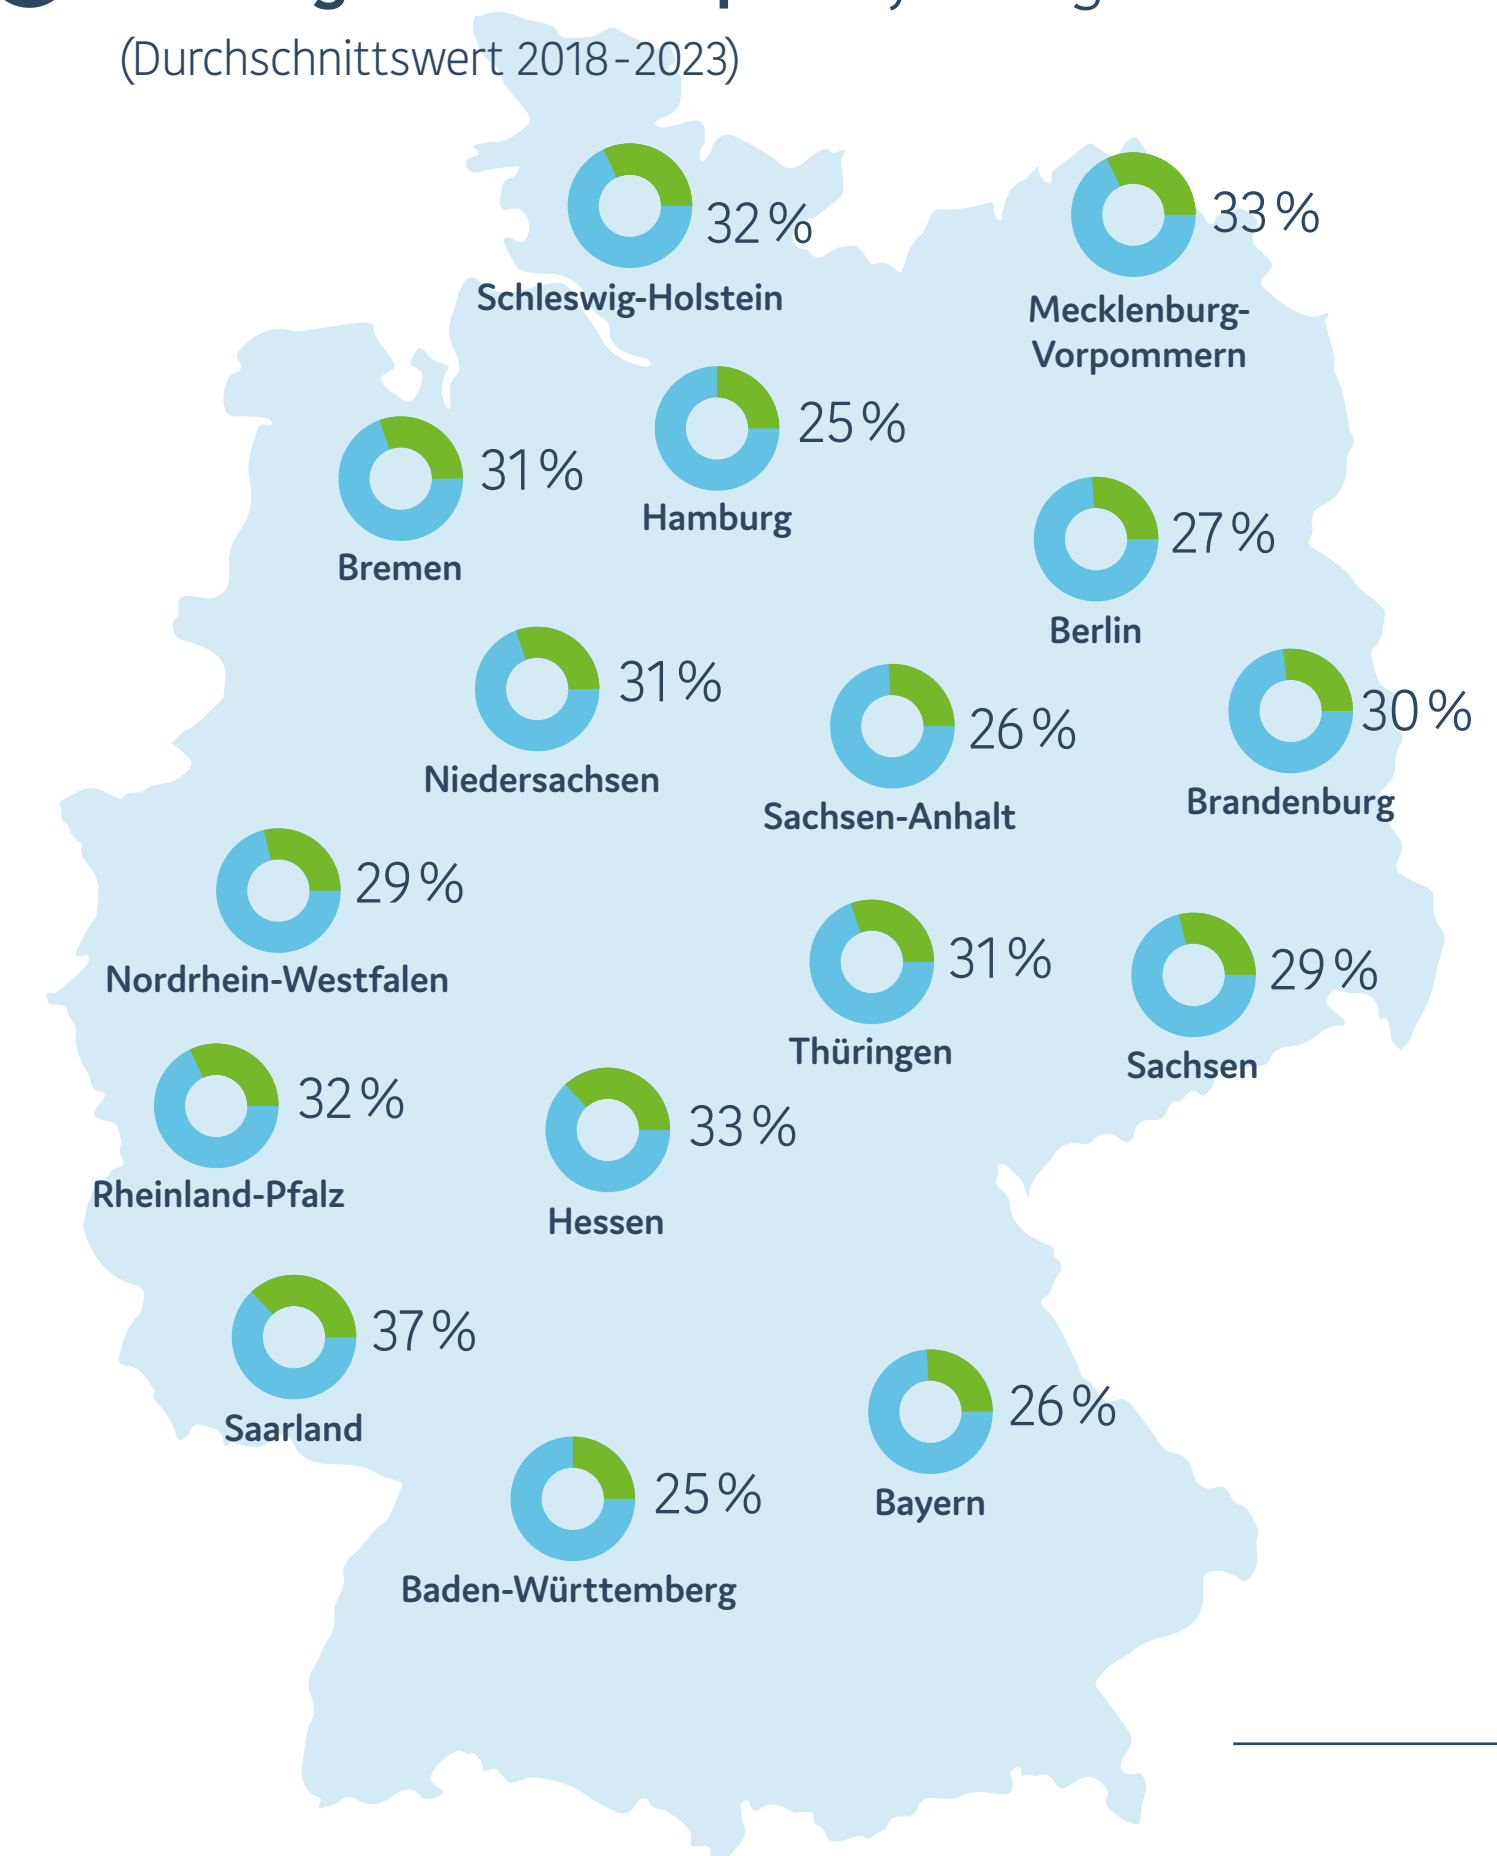 (Durchschnittswert 2018-2023)
32 %
Schleswig-Holstein
33 %
Mecklenburg-
Vorpommern
25 %
Hamburg
31 %
Bremen
27 %
Berlin
31 %
Niedersachsen
26 %
Sachsen-Anhalt
30 %
Brandenburg
29 %
Nordrhein-Westfalen
31 %
Thüringen
29 %
Sachsen
32 %
Rheinland-Pfalz
33 %
Hessen
37 %
Saarland
26 %
Bayern
25 %
Baden-Württemberg